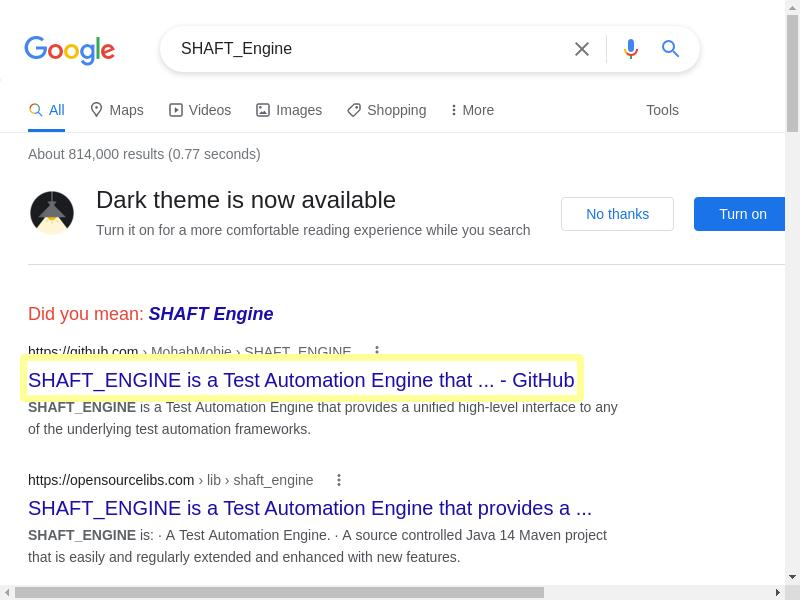 Google
SHAFT_Engine
All Maps Videos Images Shopping More Tools
About 814,000 results (0.77 seconds)
Dark theme is now available
Turn it on for a more comfortable reading experience while you search
No thanks
Turn on
Did you mean: SHAFT Engine
https://github.com › MohabMohie › SHAFT_ENGINE
SHAFT_ENGINE is a Test Automation Engine that ... - GitHub
SHAFT_ENGINE is a Test Automation Engine that provides a unified high-level interface to any
of the underlying test automation frameworks.
https://opensourcelibs.com › lib › shaft_engine
SHAFT_ENGINE is a Test Automation Engine that provides a ...
SHAFT_ENGINE is: · A Test Automation Engine. · A source controlled Java 14 Maven project
that is easily and regularly extended and enhanced with new features.